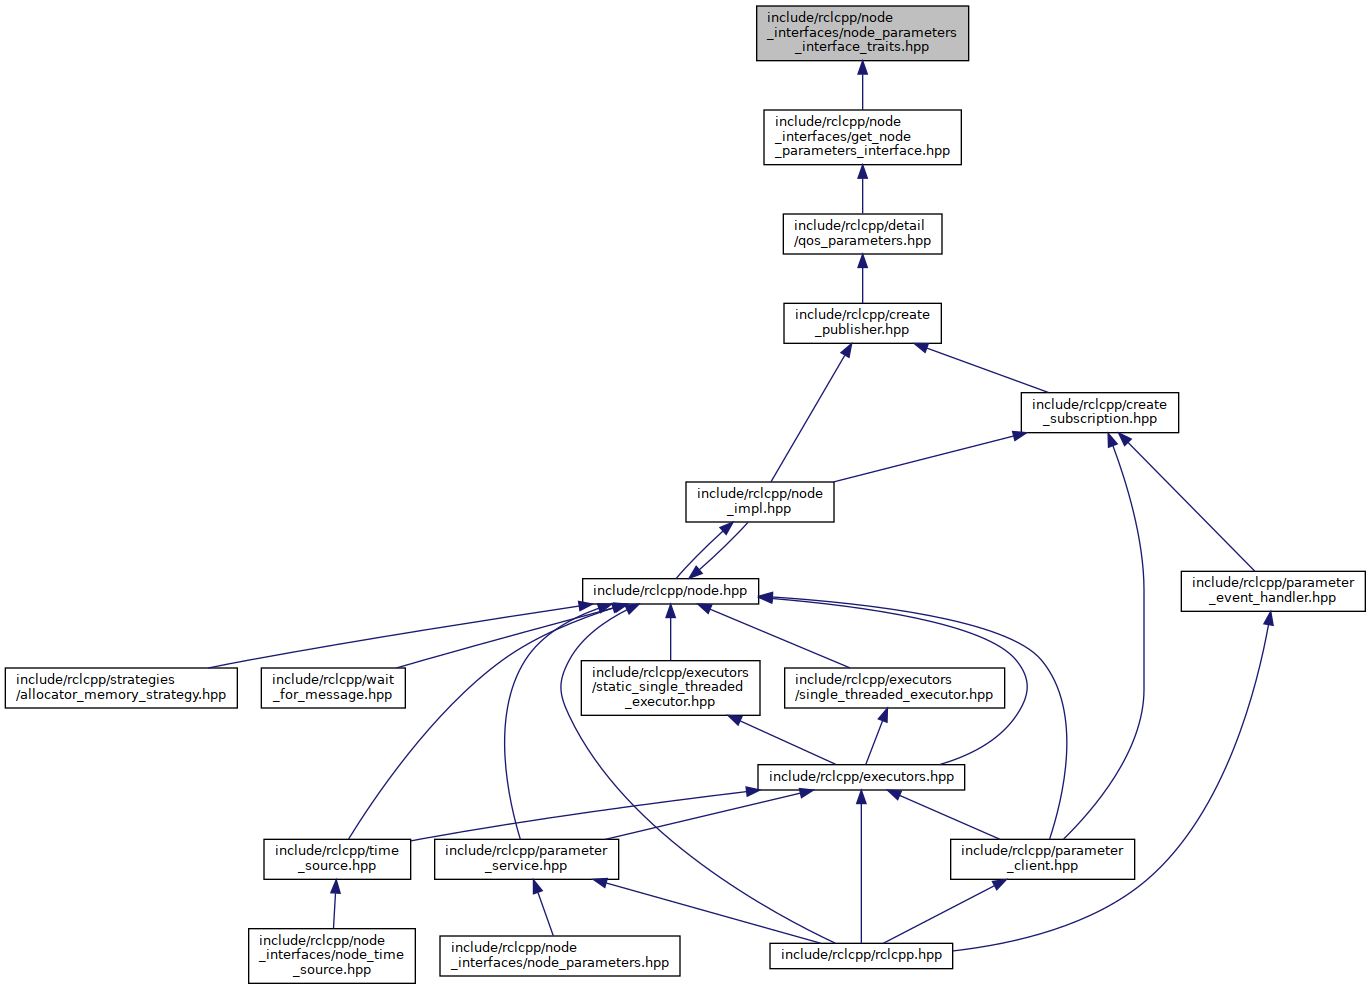 include/rclcpp/node
_interfaces/node_parameters
_interface_traits.hpp
include/rclcpp/node
_interfaces/get_node
_parameters_interface.hpp
include/rclcpp/detail
/qos_parameters.hpp
include/rclcpp/create
_publisher.hpp
include/rclcpp/create
_subscription.hpp
include/rclcpp/node
_impl.hpp
include/rclcpp/node.hpp
include/rclcpp/parameter
_event_handler.hpp
include/rclcpp/strategies
/allocator_memory_strategy.hpp
include/rclcpp/wait
_for_message.hpp
include/rclcpp/executors
/static_single_threaded
_executor.hpp
include/rclcpp/executors
/single_threaded_executor.hpp
include/rclcpp/executors.hpp
include/rclcpp/time
_source.hpp
include/rclcpp/parameter
_service.hpp
include/rclcpp/parameter
_client.hpp
include/rclcpp/node
_interfaces/node_time
_source.hpp
include/rclcpp/node
_interfaces/node_parameters.hpp
include/rclcpp/rclcpp.hpp